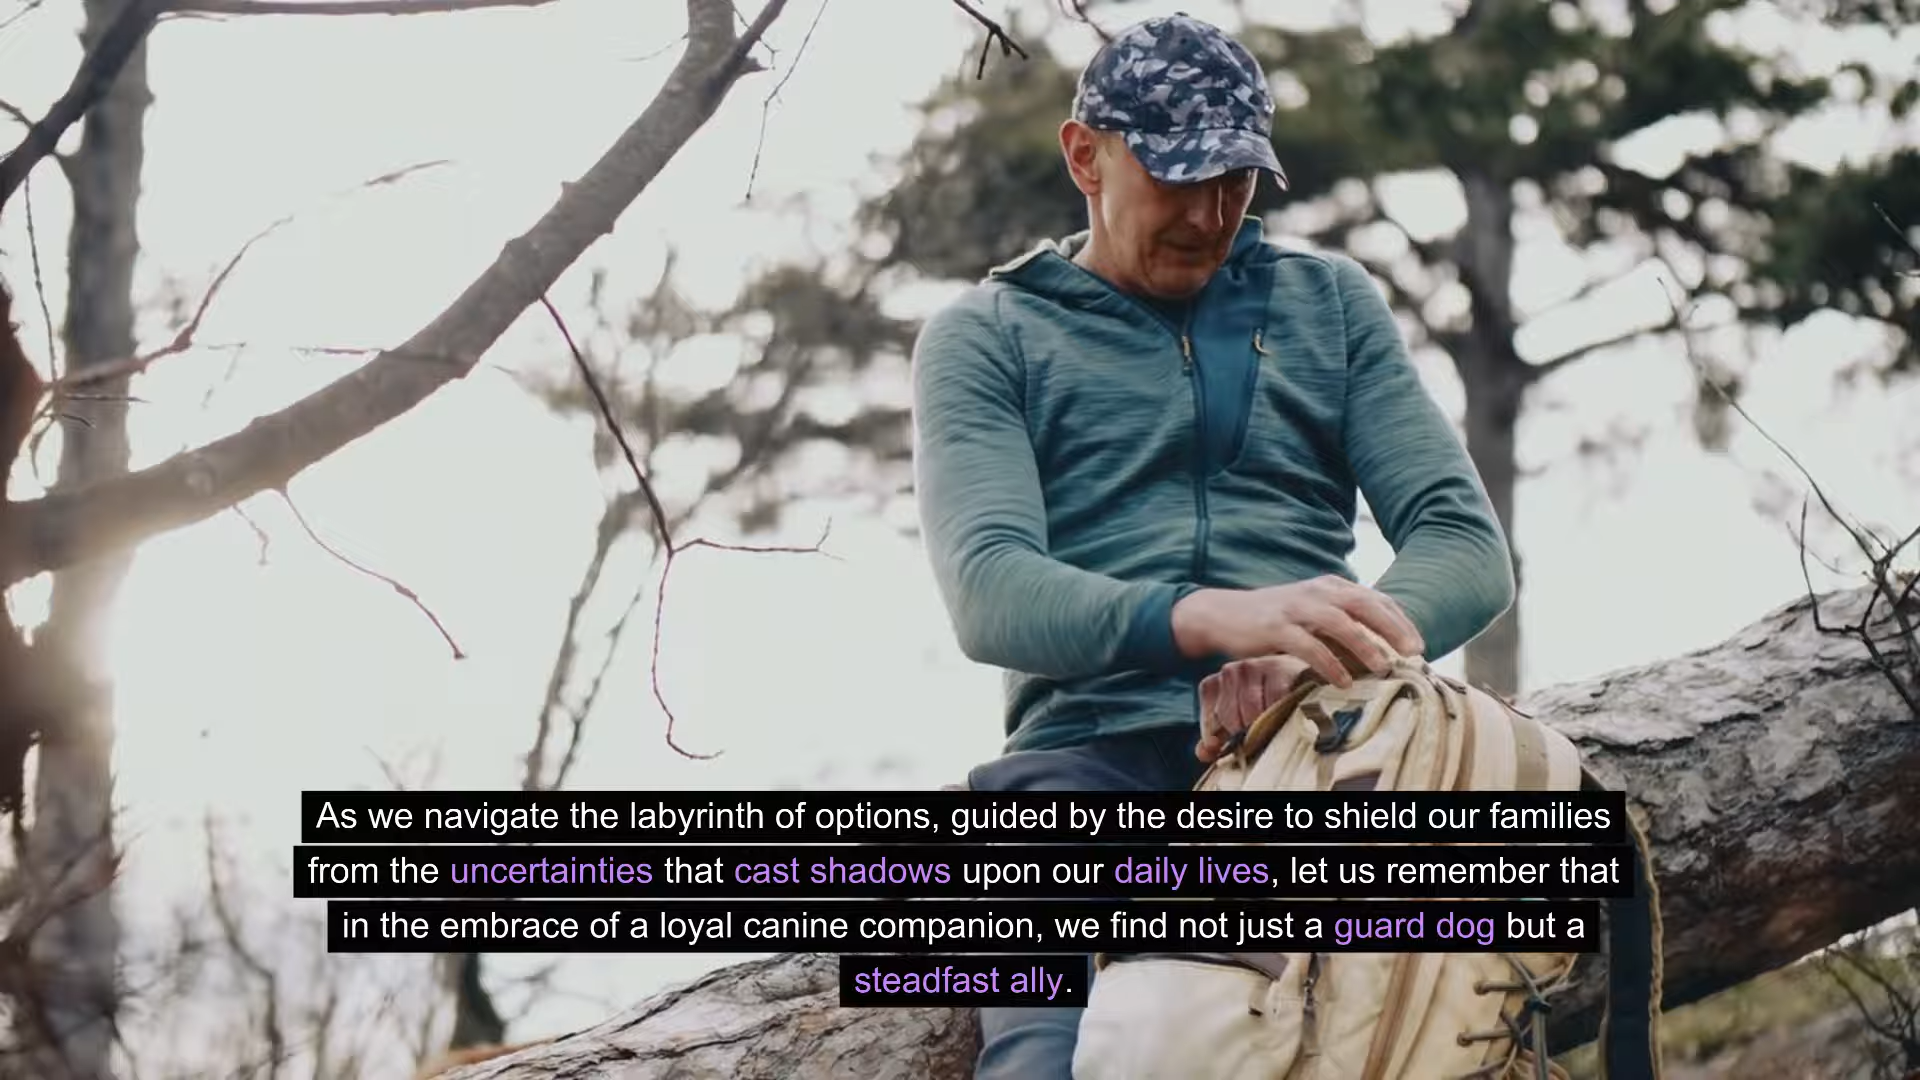 As we navigate the labyrinth of options, guided by the desire to shield our families
from the uncertainties that cast shadows upon our daily lives, let us remember that
in the embrace of a loyal canine companion, we find not just a guard dog but a
steadfast ally.